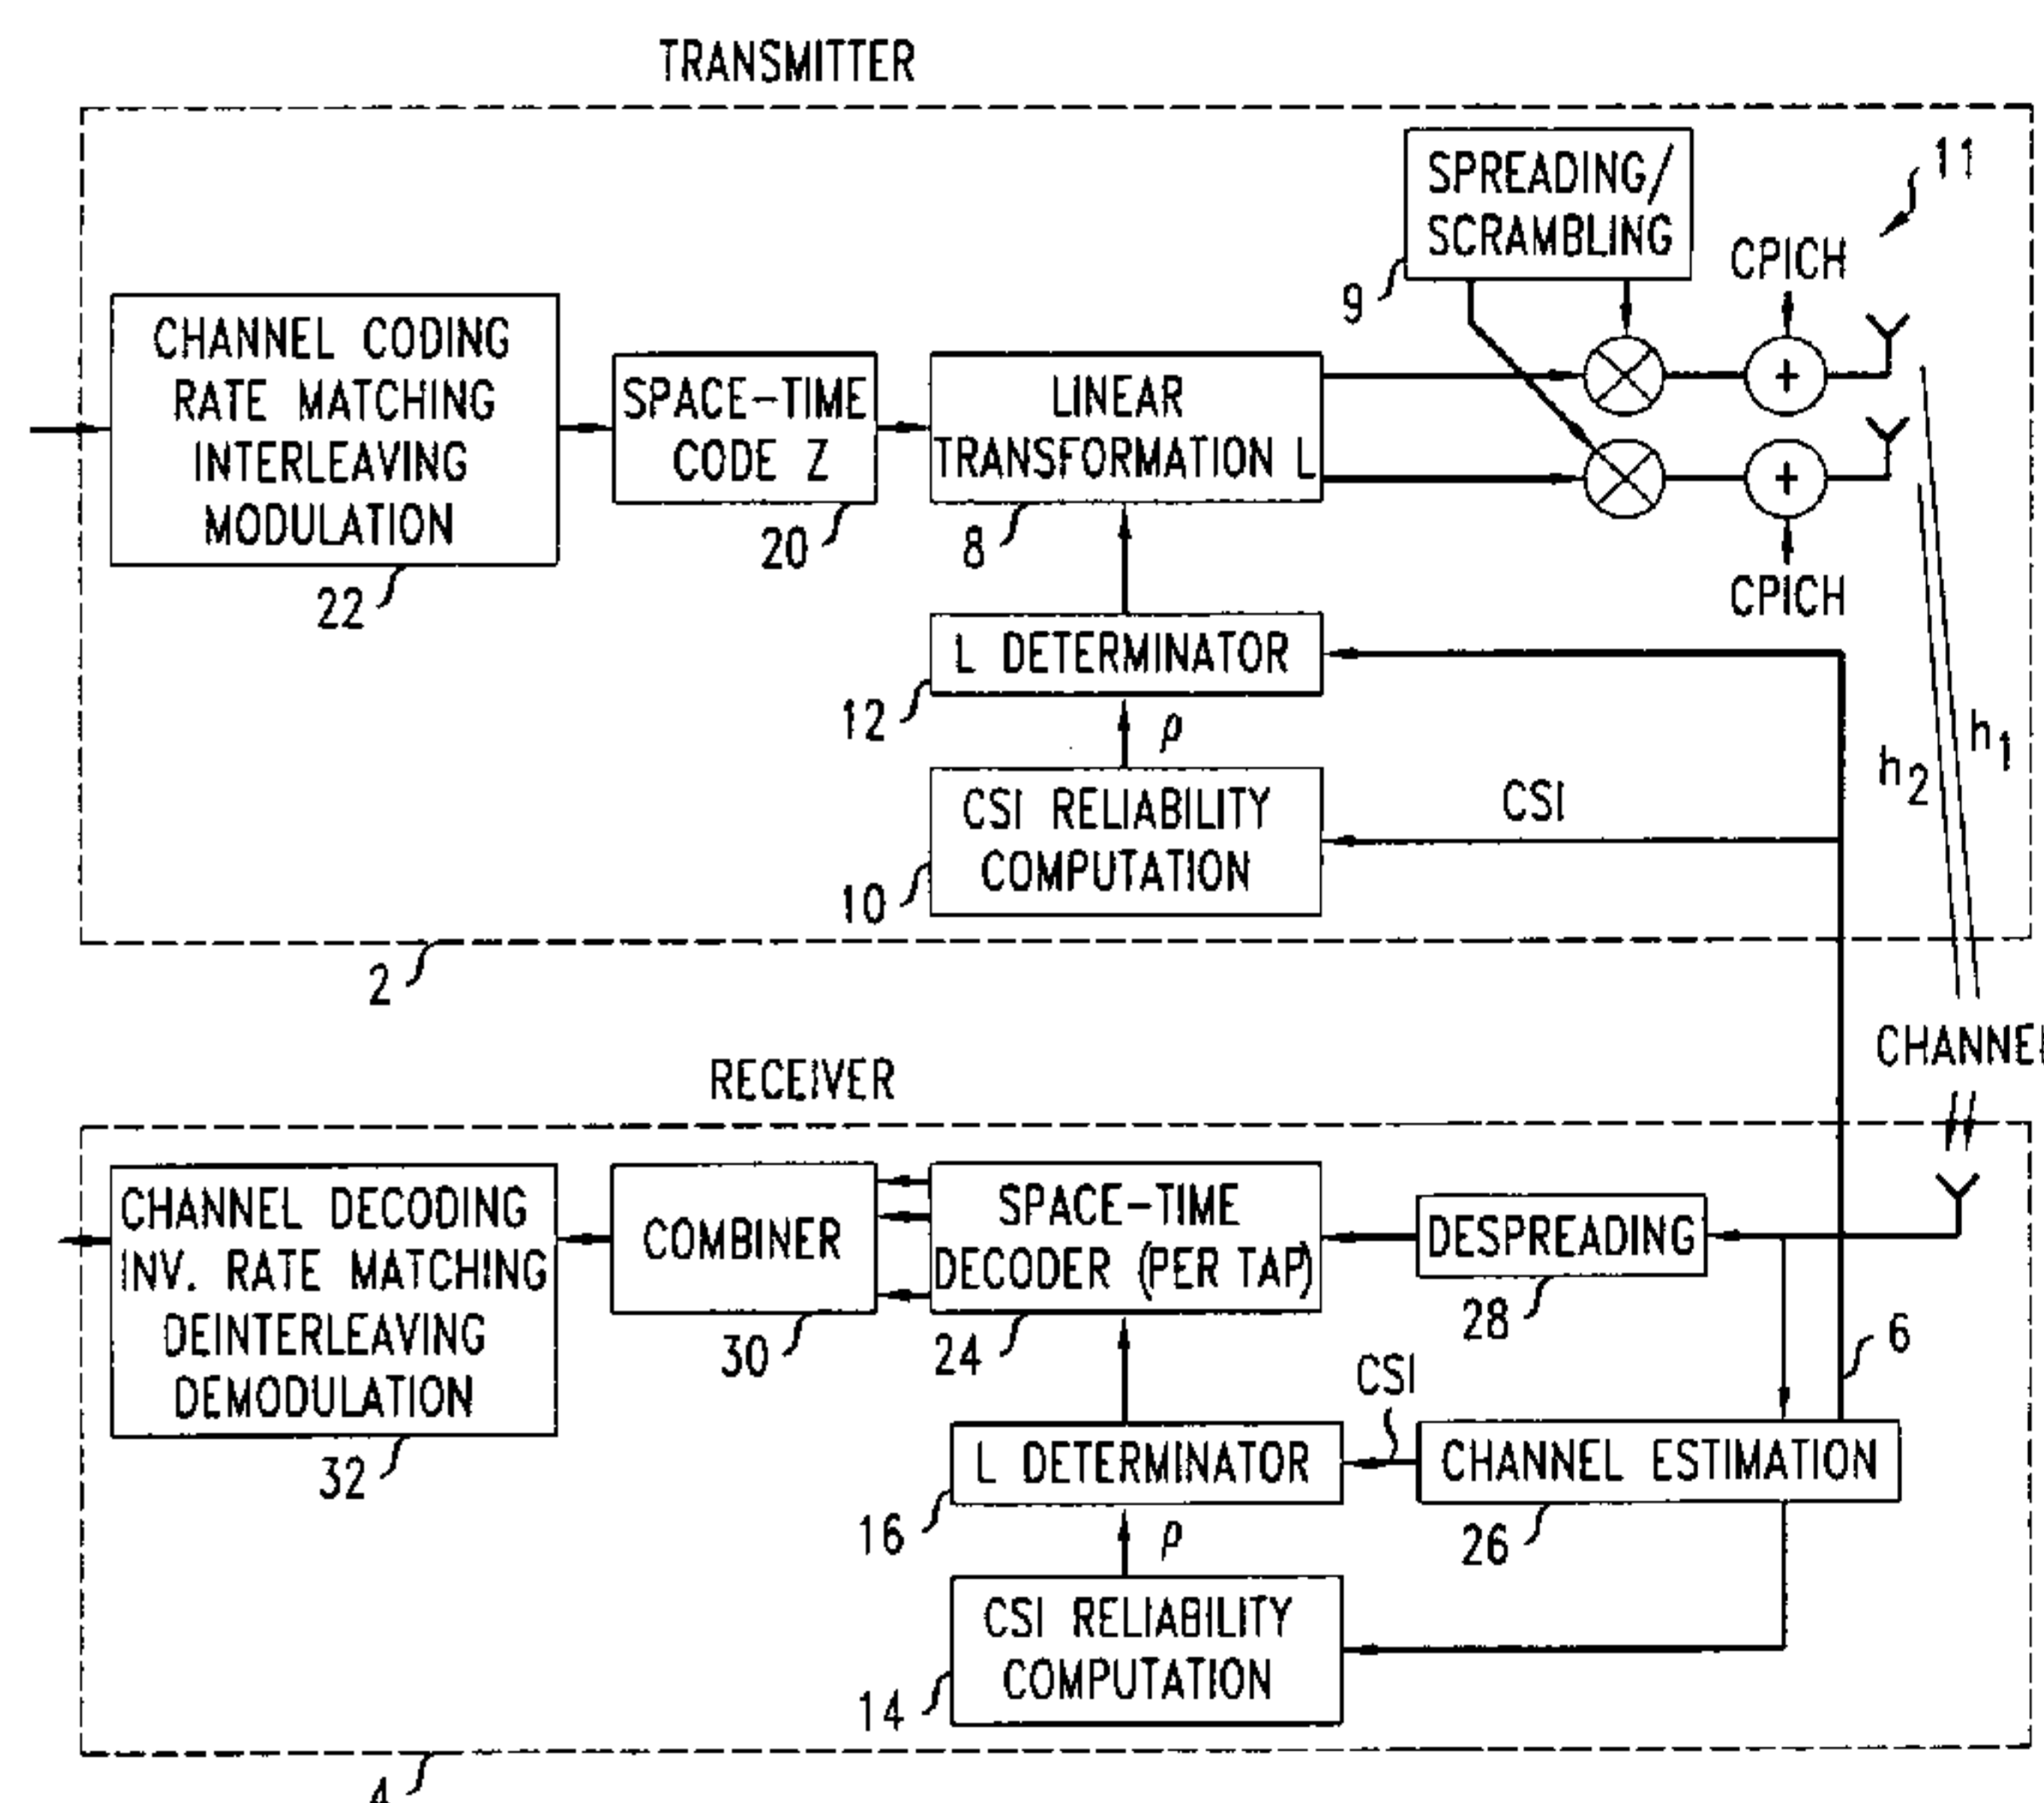 TRANSMITTER
SPREADING/
SCRAMBLING
11
CPICH
9
CHANNEL CODING
RATE MATCHING
INTERLEAVING
MODULATION
22
SPACE-TIME
CODE Z
20
LINEAR
TRANSFORMATION L
8
+
+
CPICH
L DETERMINATOR
12
ρ
CSI RELIABILITY
COMPUTATION
10
CSI
h2
h1
2
CHANNEL
RECEIVER
CHANNEL DECODING
INV. RATE MATCHING
DEINTERLEAVING
DEMODULATION
32
COMBINER
30
SPACE-TIME
DECODER (PER TAP)
24
DESPREADING
28
6
CSI
L DETERMINATOR
16
CHANNEL ESTIMATION
26
ρ
CSI RELIABILITY
COMPUTATION
14
4